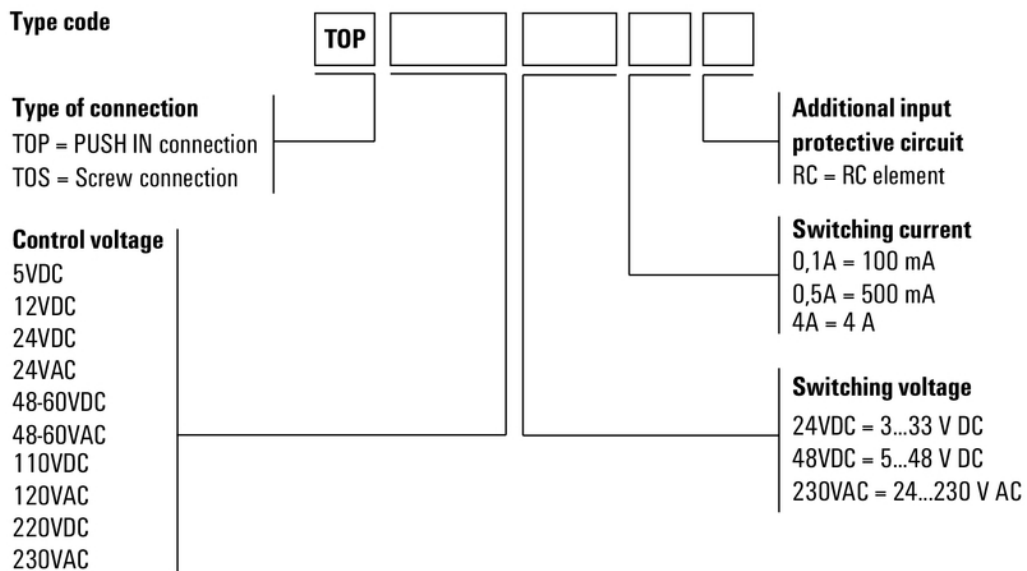 Type code
TOP
Type of connection
TOP = PUSH IN connection
TOS = Screw connection
Control voltage
5VDC
12VDC
24VDC
24VAC
48-60VDC
48-60VAC
110VDC
120VAC
220VDC
230VAC
Additional input
protective circuit
RC = RC element
Switching current
0,1A = 100 mA
0,5A = 500 mA
4A = 4 A
Switching voltage
24VDC = 3...33 V DC
48VDC = 5...48 V DC
230VAC = 24...230 V AC